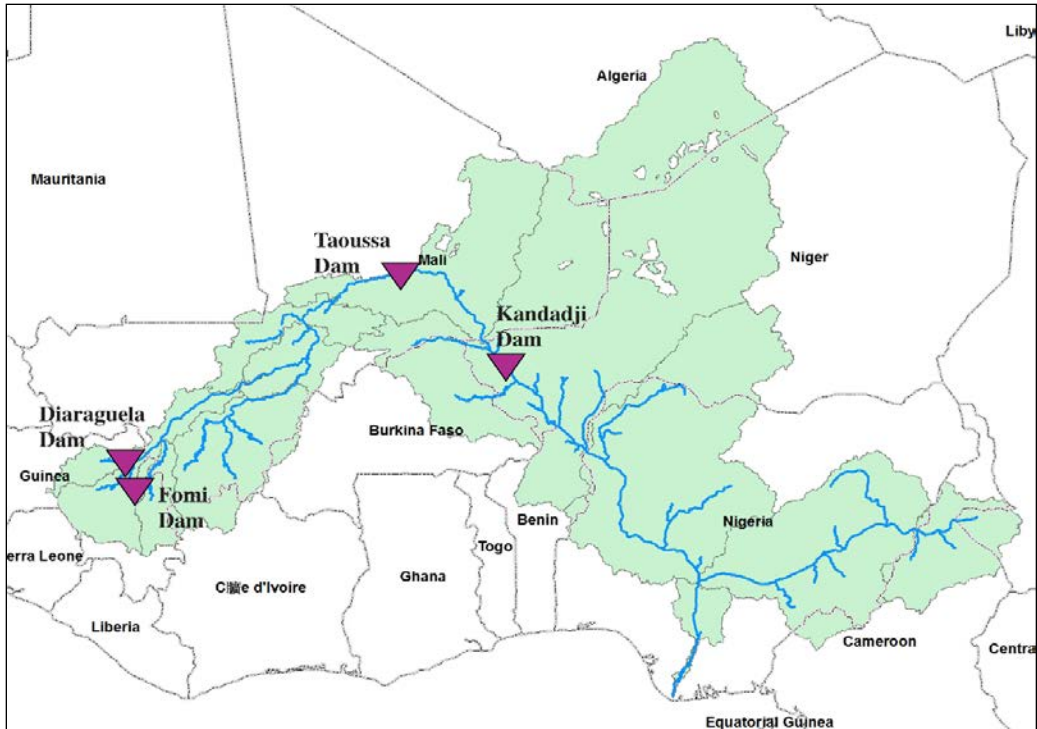 Liby
Algeria
Mauritania
Taoussa
Dam
Mali
Niger
Kandadji
Dam
Diaraguela
Dam
Burkina Faso
Guinea
Fomi
Dam
Benin
Nigeria
Togo
erra Leone
d'Ivoire
Ghana
Liberia
Cameroon
Centra
Equatorial Guinea